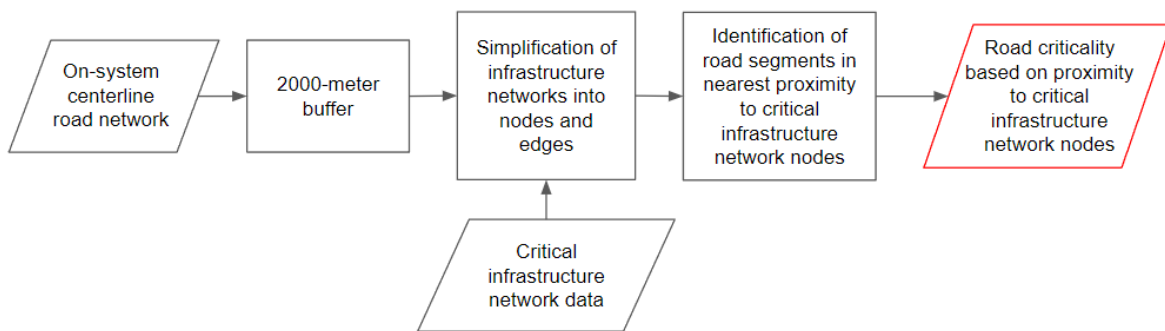 On-system
centerline
road network
2000-meter
buffer
Simplification of
infrastructure
networks into
nodes and
edges
Identification of
road segments in
nearest proximity
to critical
infrastructure
network nodes
Road criticality
based on proximity
to critical
infrastructure
network nodes
Critical
infrastructure
network data